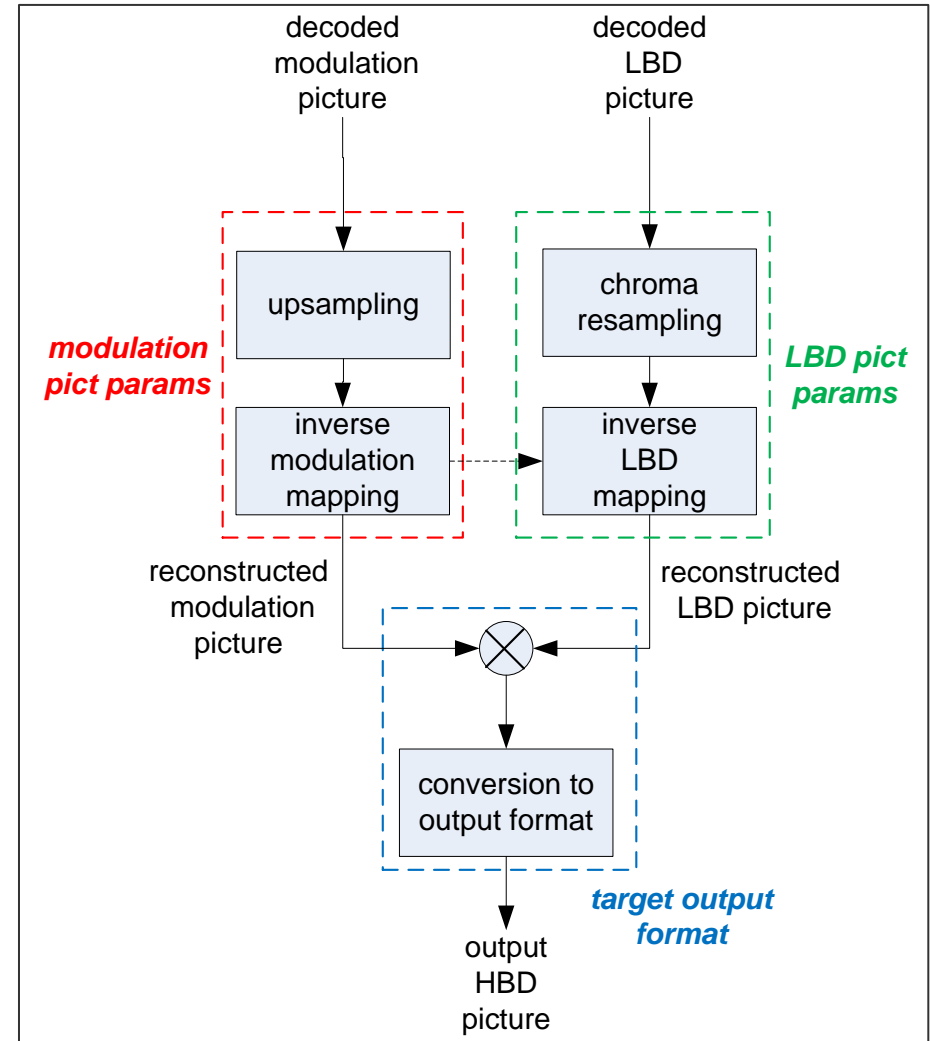 decoded
modulation
picture
decoded
LBD
picture
upsampling
chroma
resampling
modulation
pict params
LBD pict
params
inverse
modulation
mapping
inverse
LBD
mapping
reconstructed
modulation
picture
reconstructed
LBD picture
conversion to
output format
target output
format
output
HBD
picture